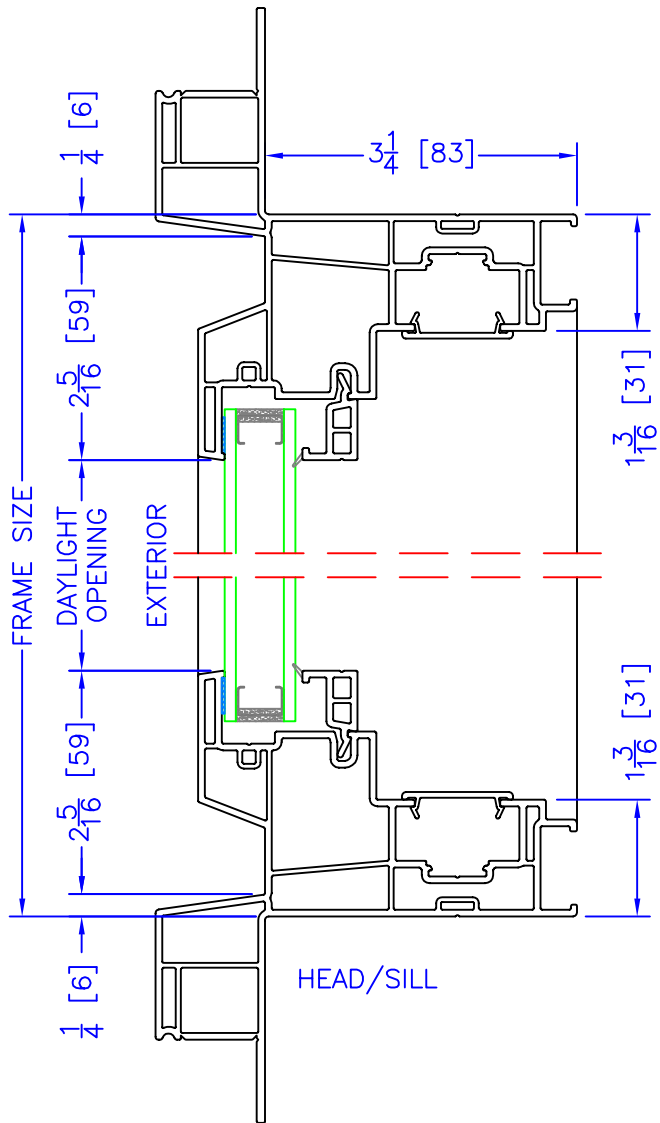 1/4 [6]
3 1/4 [83]
2 5/16 [59]
1 3/16 [31]
FRAME SIZE
DAYLIGHT
OPENING
EXTERIOR
2 5/16 [59]
1 3/16 [31]
1/4 [6]
HEAD/SILL